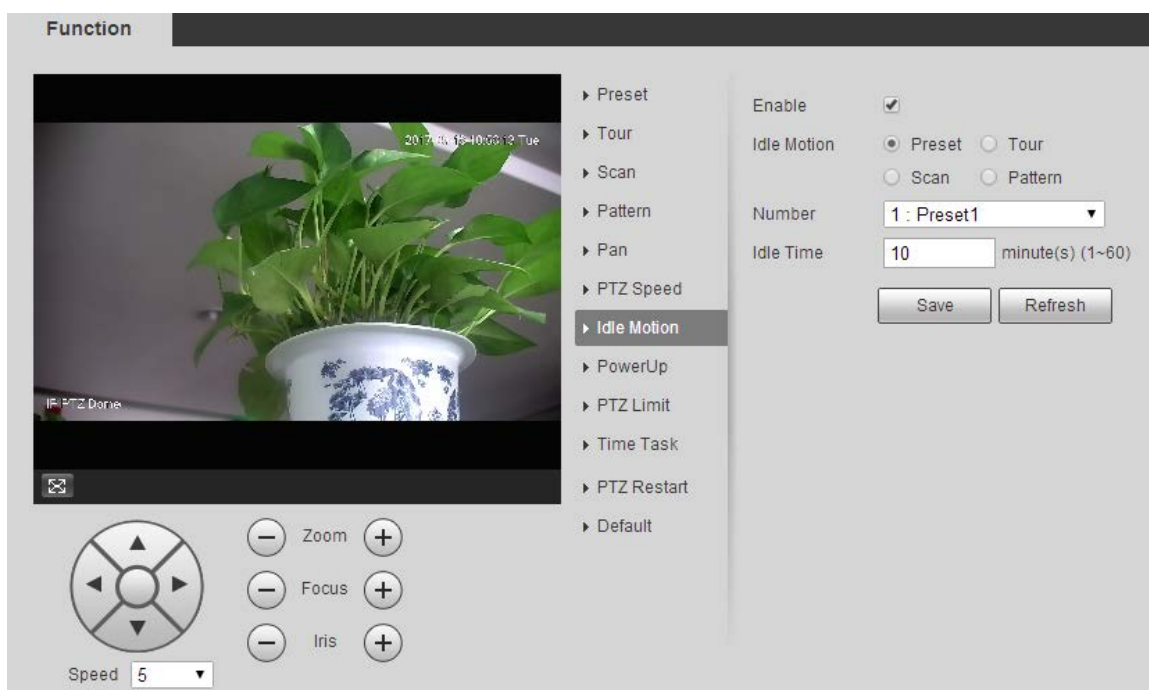 Function
Preset
Tour
Scan
Pattern
Pan
PTZ Speed
Idle Motion
PowerUp
PTZ Limit
Time Task
PTZ Restart
Default
Enable
Idle Motion Preset Tour
Scan Pattern
Number 1 : Preset1
Idle Time 10 minute(s) (1~60)
Save Refresh
Tue
PTZ Dome
Zoom
Focus
Iris
Speed 5